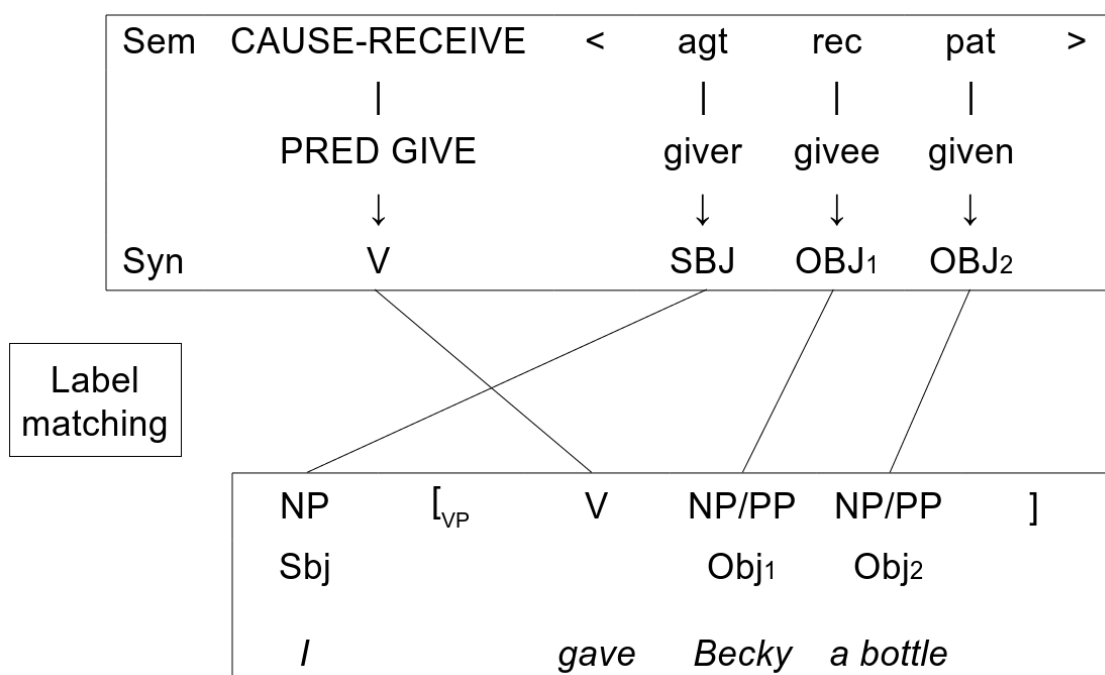 Sem CAUSE-RECEIVE < agt rec pat >
| | | |
PRED GIVE giver givee given
↓ ↓ ↓ ↓
Syn V SBJ OBJ1 OBJ2
Label
matching
NP [VP V NP/PP NP/PP ]
Sbj Obj1 Obj2
I gave Becky a bottle